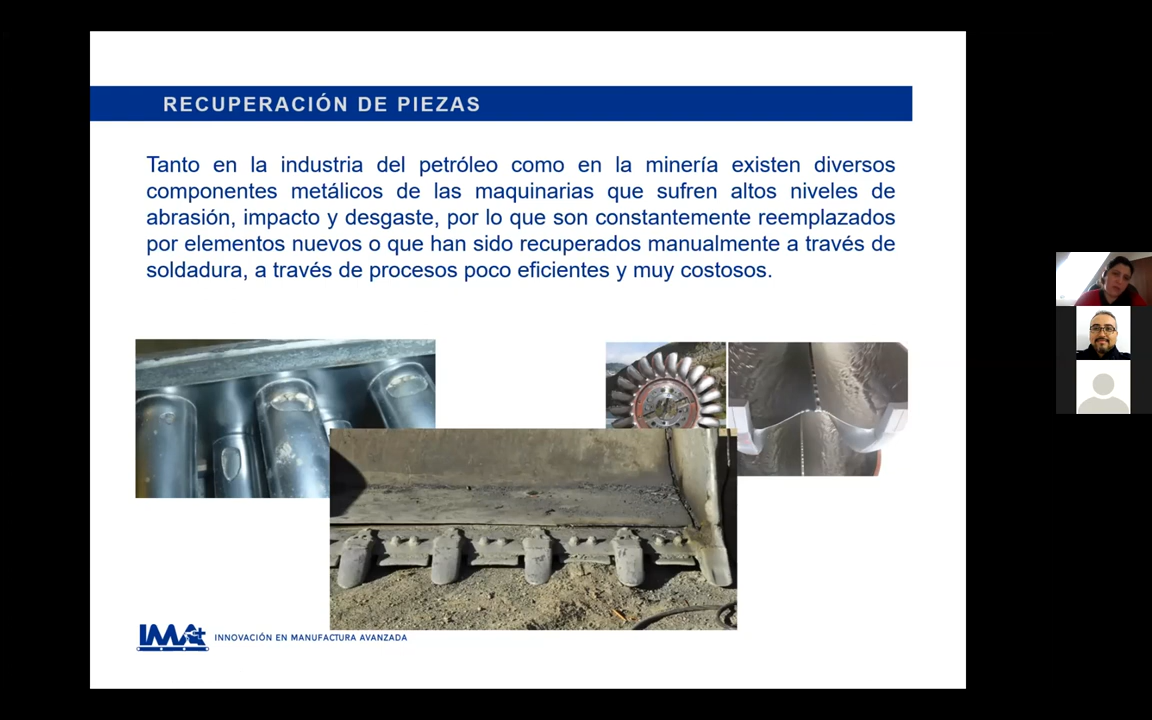 RECUPERACIÓN DE PIEZAS
Tanto en la industria del petróleo como en la minería existen diversos
componentes metálicos de las maquinarias que sufren altos niveles de
abrasión, impacto y desgaste, por lo que son constantemente reemplazados
por elementos nuevos o que han sido recuperados manualmente a través de
soldadura, a través de procesos poco eficientes y muy costosos.
IMA+ INNOVACIÓN EN MANUFACTURA AVANZADA